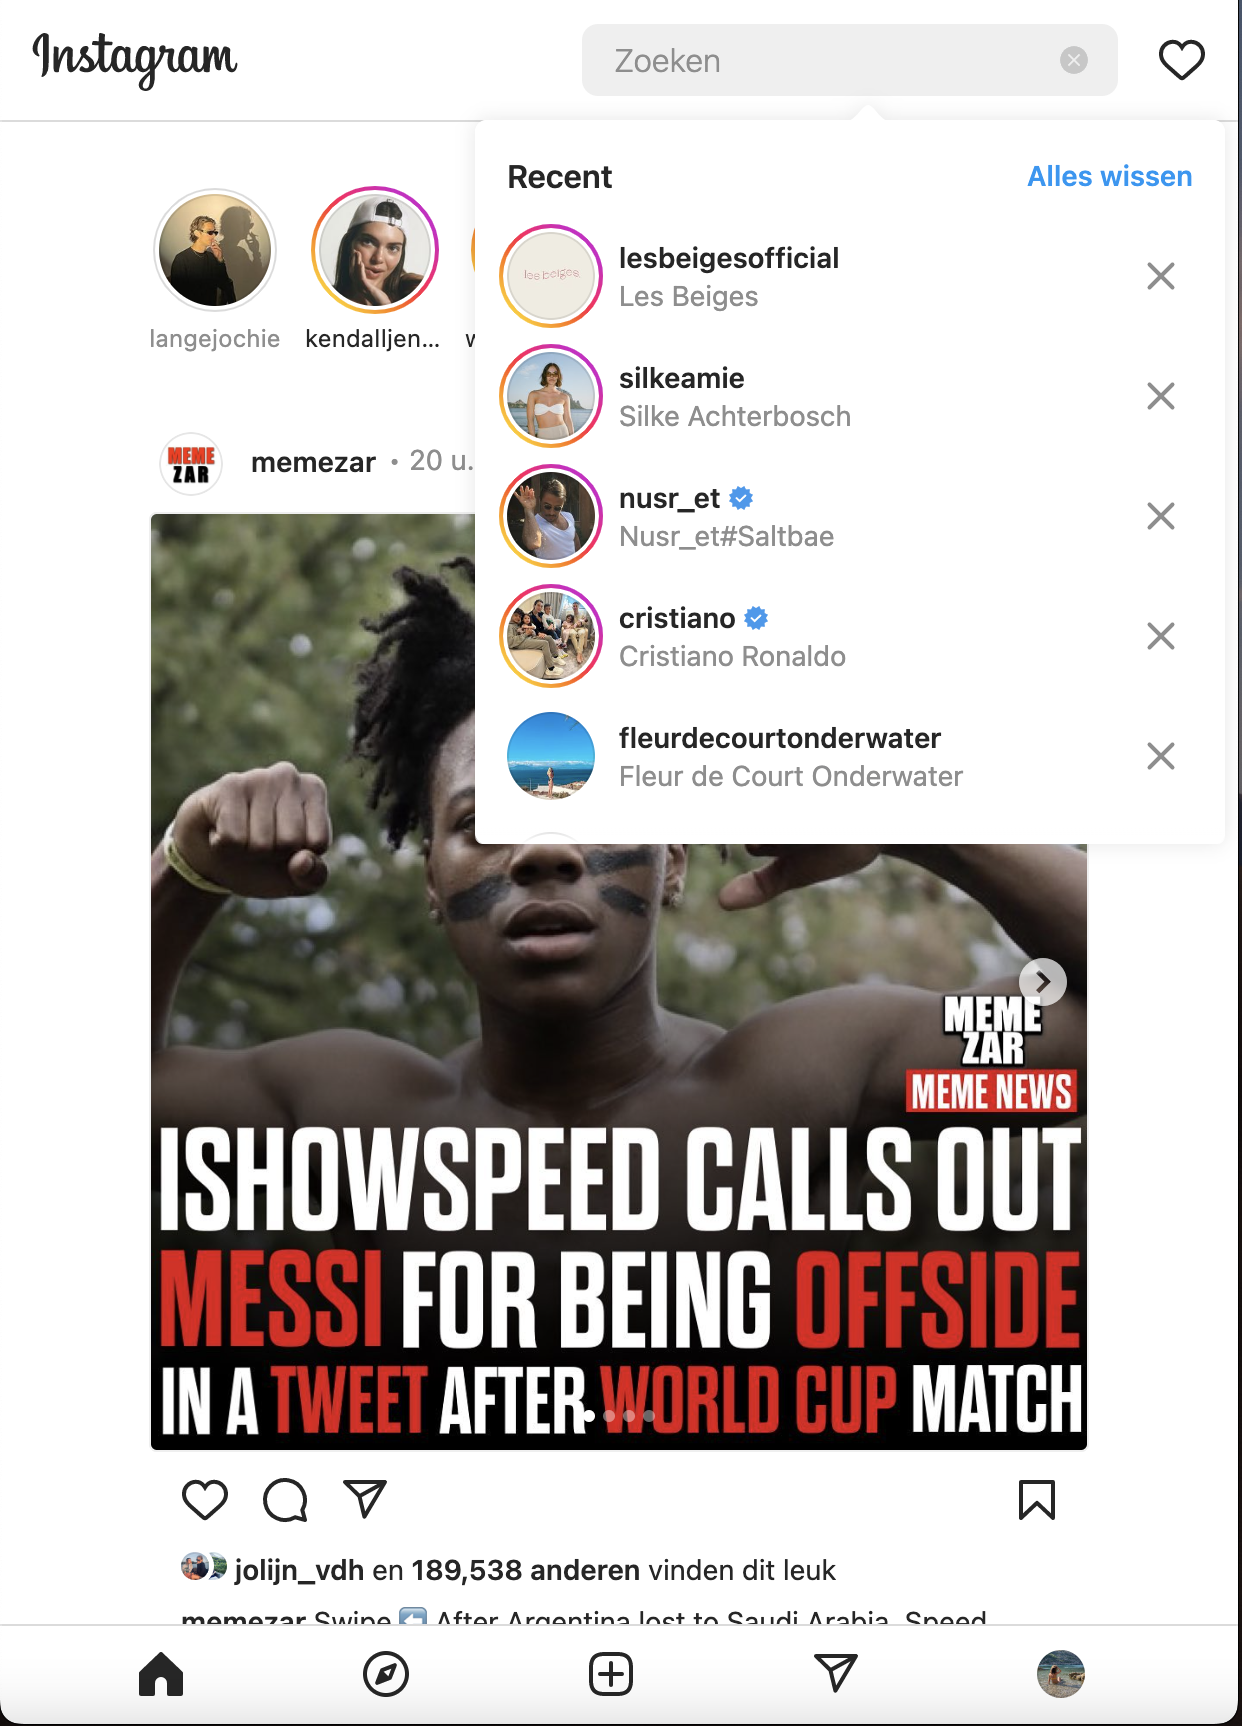 Instagram
Zoeken
Recent
Alles wissen
lesbeigesofficial
Les Beiges
silkeamie
Silke Achterbosch
nusr_et
Nusr_et#Saltbae
cristiano
Cristiano Ronaldo
fleurdecourtonderwater
Fleur de Court Onderwater
les beiges
langejochie
kendalljen...
MEME
ZAR
memezar • 20 u.
MEME
ZAR
MEME NEWS
ISHOWSPEED CALLS OUT
MESSI FOR BEING OFFSIDE
IN A TWEET AFTER WORLD CUP MATCH
jolijn_vdh en 189,538 anderen vinden dit leuk
memezar Swipe ⬅️ After Argentina lost to Saudi Arabia, Speed